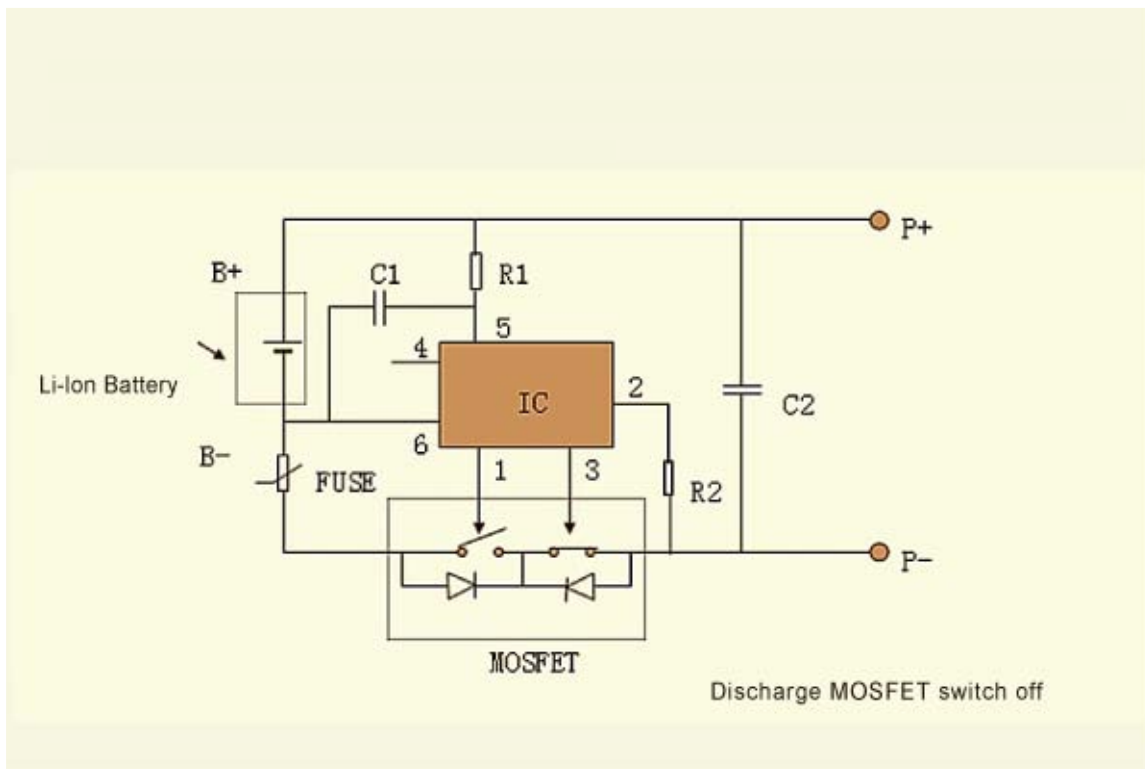 P+
B+
C1
R1
5
4
Li-Ion Battery
IC
2
C2
6
B-
FUSE
1
3
R2
P-
MOSFET
Discharge MOSFET switch off